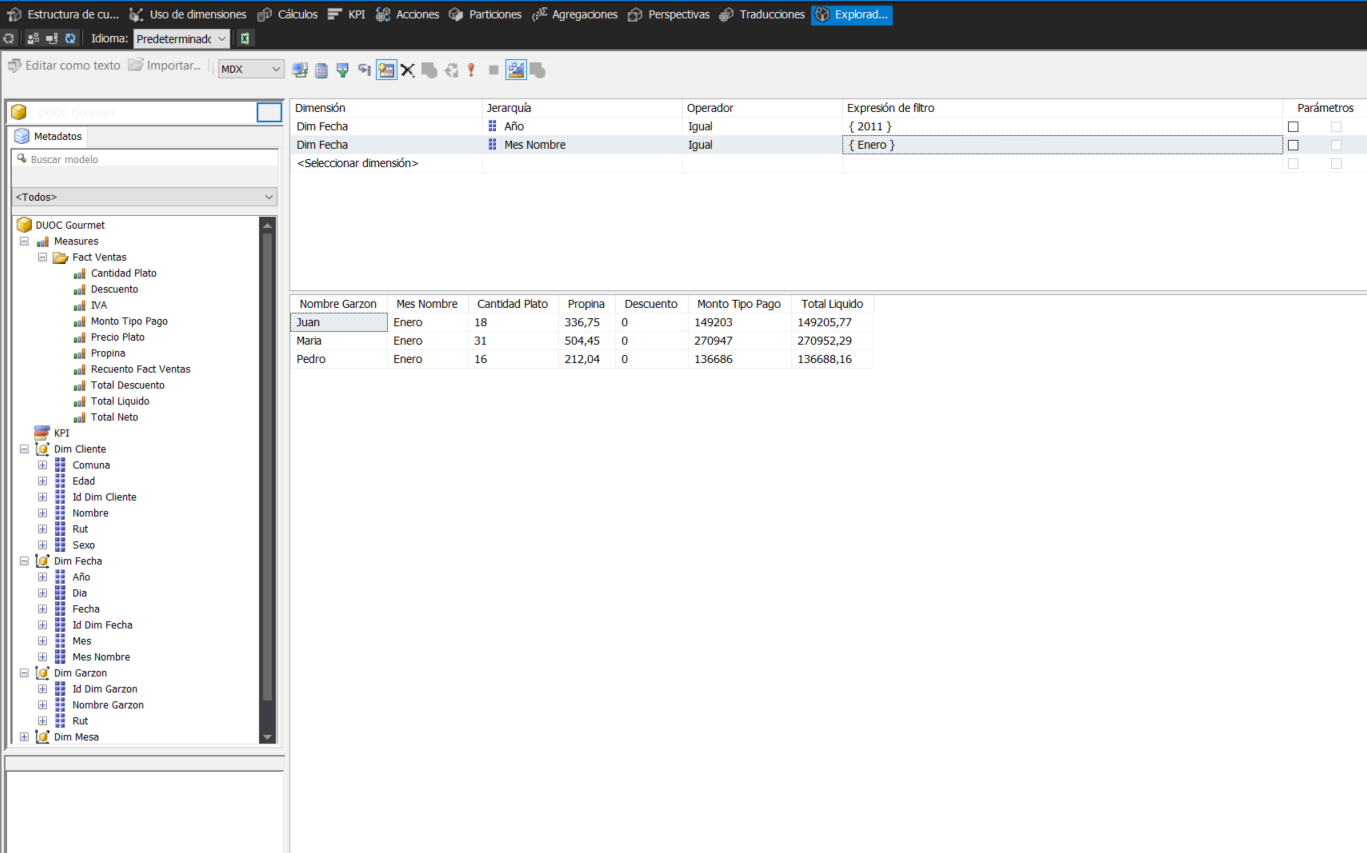 Estructura de cu... Uso de dimensiones Cálculos KPI Acciones Particiones Agregaciones Perspectivas Traducciones Explorad...
Idioma: Predeterminado
Editar como texto Importar... MDX
DUOC Gourmet
Metadatos
Buscar modelo
<Todos>
DUOC Gourmet
Measures
Fact Ventas
Cantidad Plato
Descuento
IVA
Monto Tipo Pago
Precio Plato
Propina
Recuento Fact Ventas
Total Descuento
Total Liquido
Total Neto
KPI
Dim Cliente
Comuna
Edad
Id Dim Cliente
Nombre
Rut
Sexo
Dim Fecha
Año
Dia
Fecha
Id Dim Fecha
Mes
Mes Nombre
Dim Garzon
Id Dim Garzon
Nombre Garzon
Rut
Dim Mesa
Dimensión Jerarquía Operador Expresión de filtro Parámetros
Dim Fecha Año Igual { 2011 }
Dim Fecha Mes Nombre Igual { Enero }
<Seleccionar dimensión>
Nombre Garzon Mes Nombre Cantidad Plato Propina Descuento Monto Tipo Pago Total Liquido
Juan Enero 18 336,75 0 149203 149205,77
Maria Enero 31 504,45 0 270947 270952,29
Pedro Enero 16 212,04 0 136686 136688,16